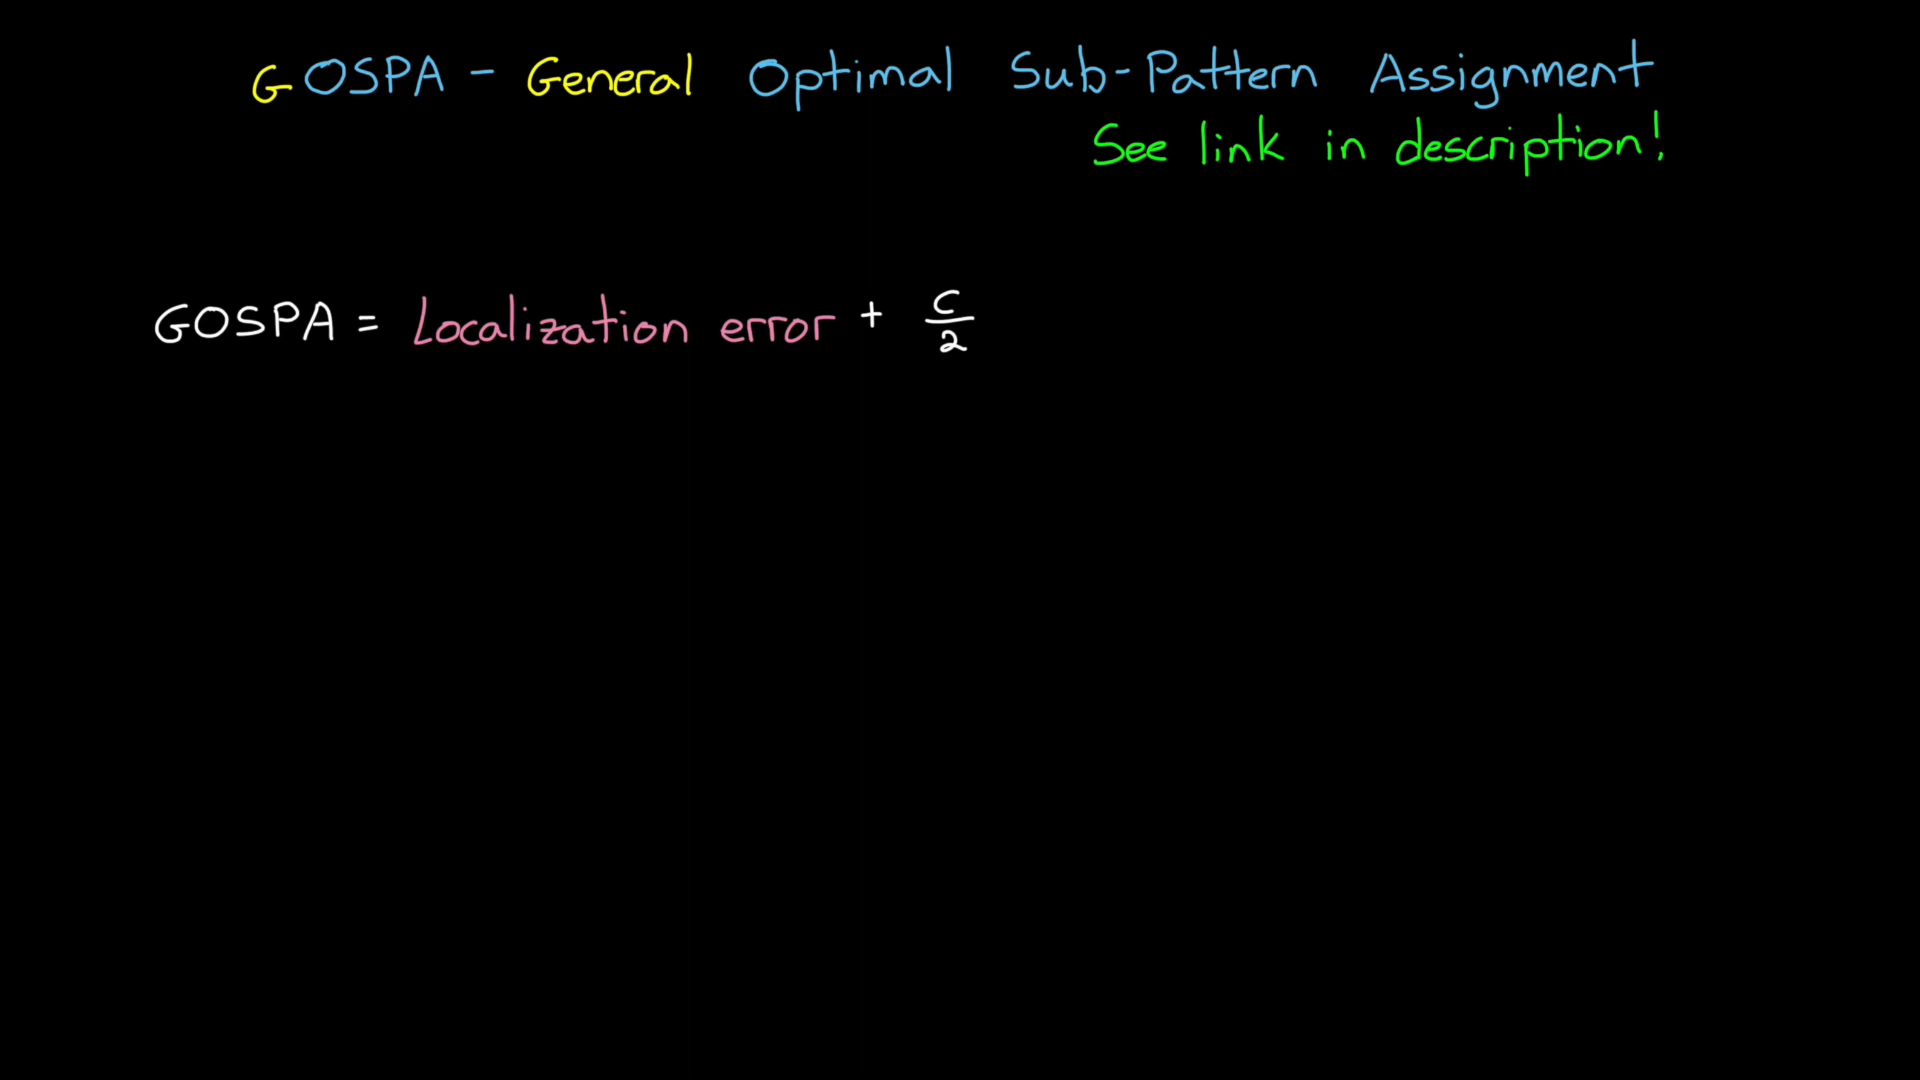 GOSPA - General Optimal Sub-Pattern Assignment
See link in description!
GOSPA = Localization error + c/2